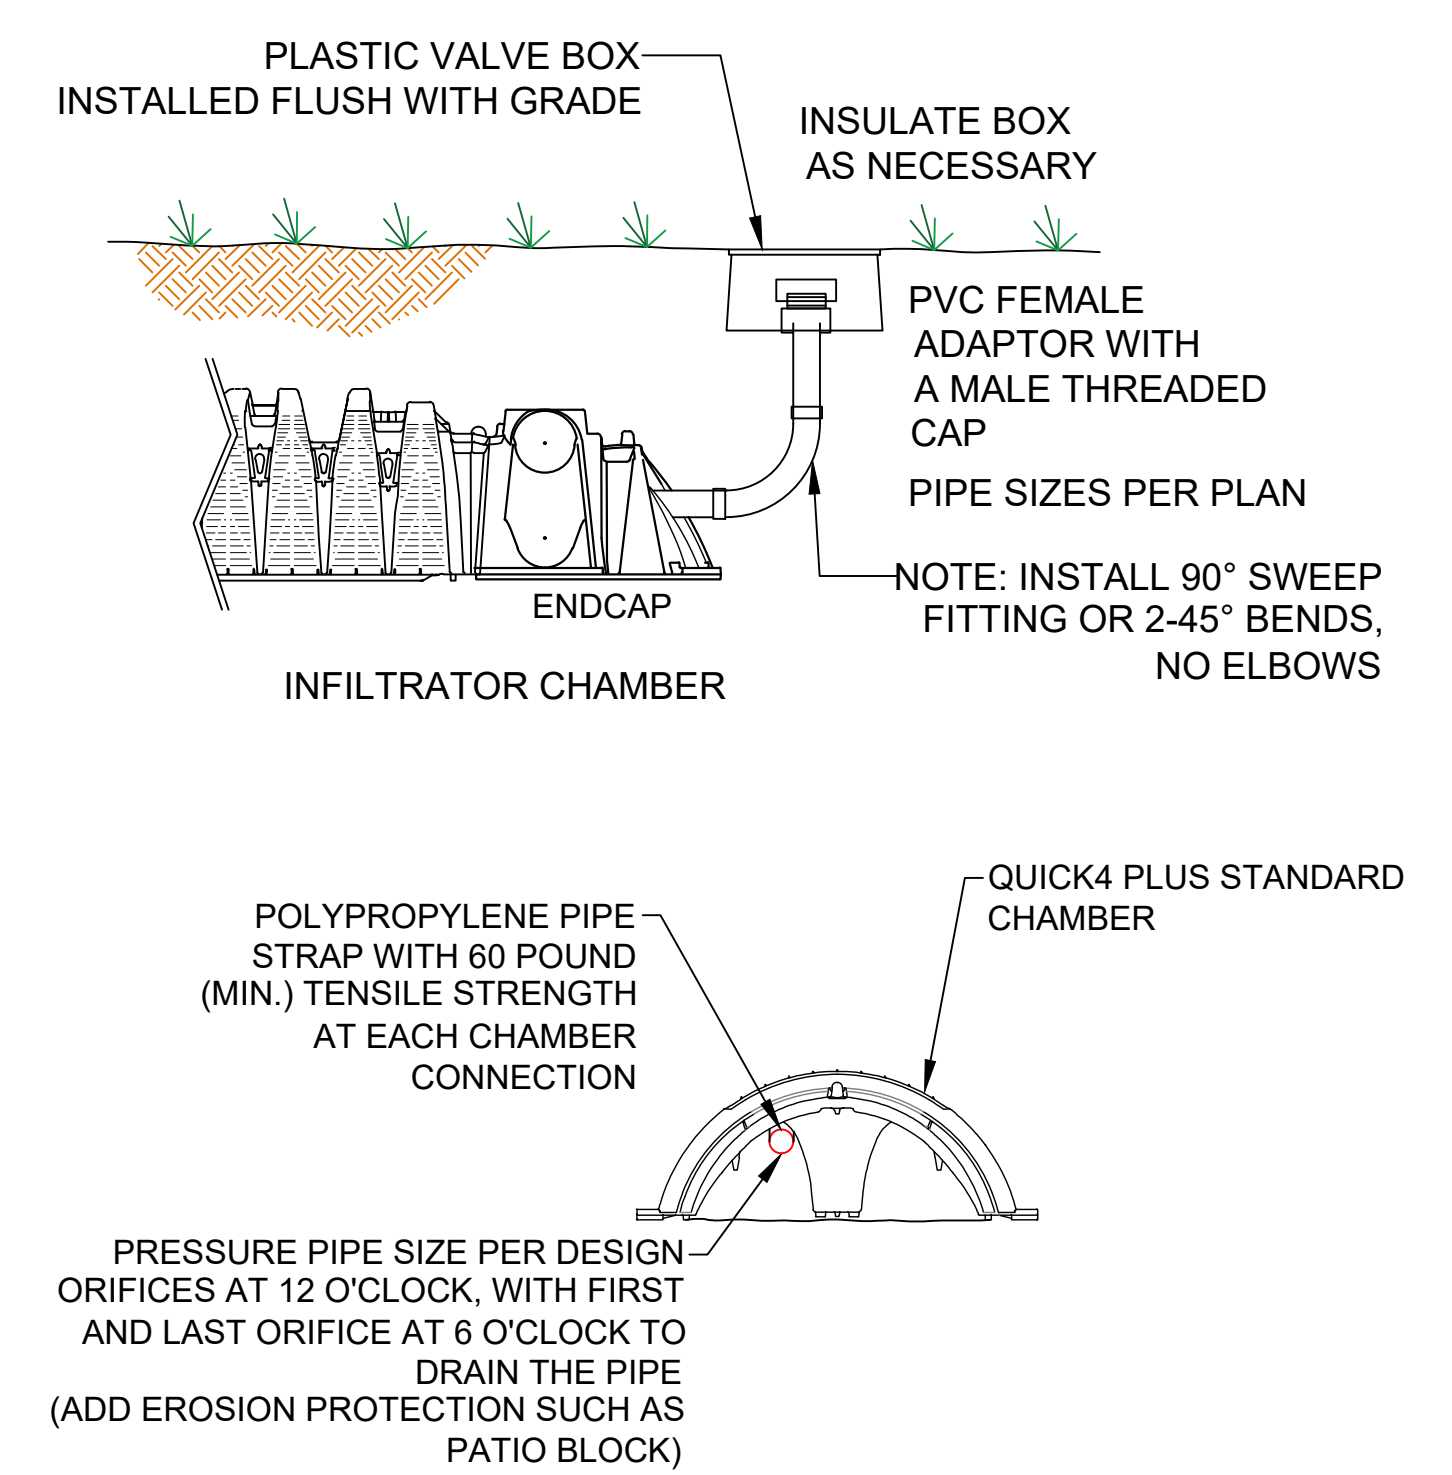 PLASTIC VALVE BOX
INSTALLED FLUSH WITH GRADE
INSULATE BOX
AS NECESSARY
PVC FEMALE
ADAPTOR WITH
A MALE THREADED
CAP
PIPE SIZES PER PLAN
NOTE: INSTALL 90° SWEEP
FITTING OR 2-45° BENDS,
NO ELBOWS
ENDCAP
INFILTRATOR CHAMBER
QUICK4 PLUS STANDARD
CHAMBER
POLYPROPYLENE PIPE
STRAP WITH 60 POUND
(MIN.) TENSILE STRENGTH
AT EACH CHAMBER
CONNECTION
PRESSURE PIPE SIZE PER DESIGN
ORIFICES AT 12 O'CLOCK, WITH FIRST
AND LAST ORIFICE AT 6 O'CLOCK TO
DRAIN THE PIPE
(ADD EROSION PROTECTION SUCH AS
PATIO BLOCK)